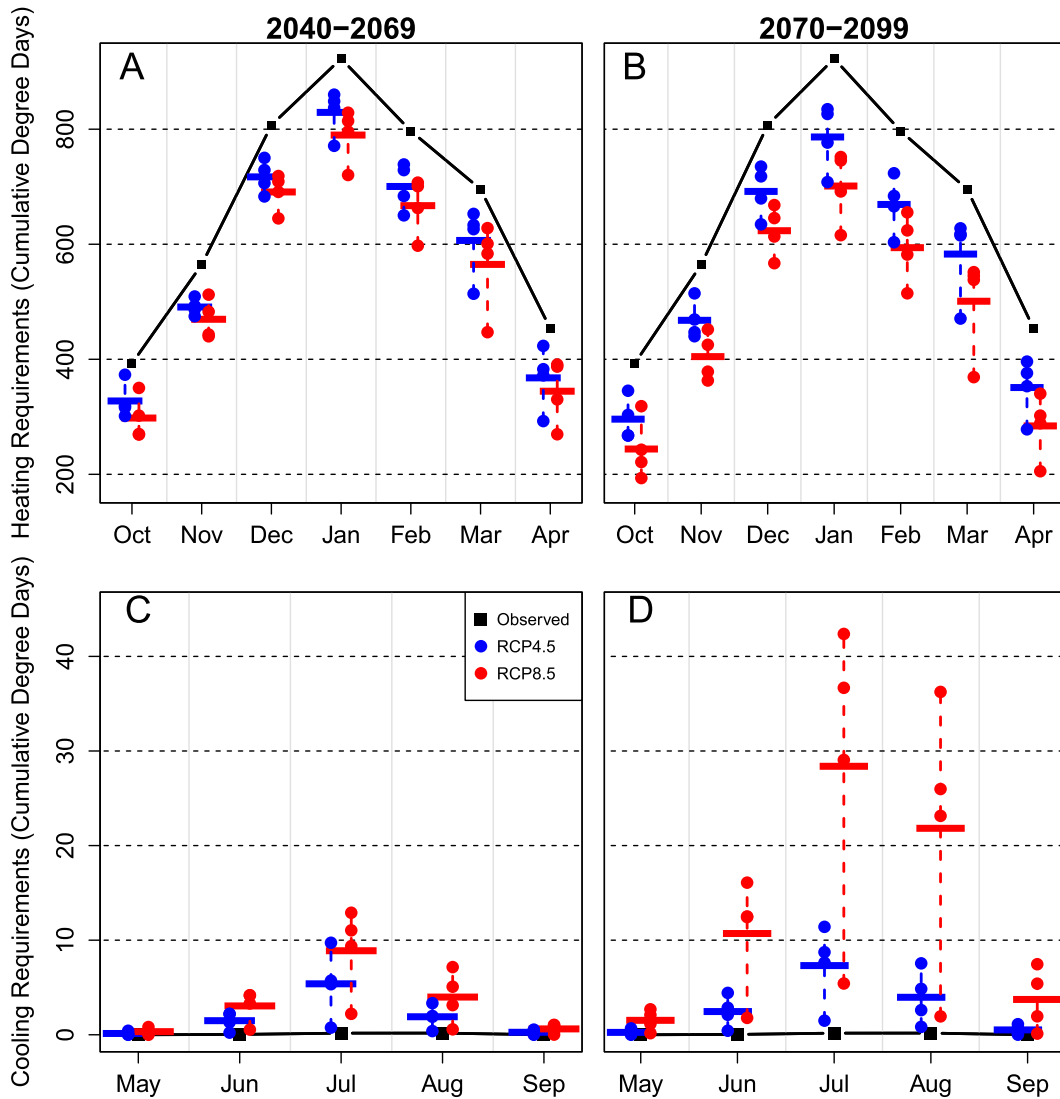 2040−2069
2070−2099
Heating Requirements (Cumulative Degree Days)
A
B
800
600
400
200
Oct Nov Dec Jan Feb Mar Apr
Oct Nov Dec Jan Feb Mar Apr
Cooling Requirements (Cumulative Degree Days)
C
D
Observed
RCP4.5
RCP8.5
40
30
20
10
0
May Jun Jul Aug Sep
May Jun Jul Aug Sep